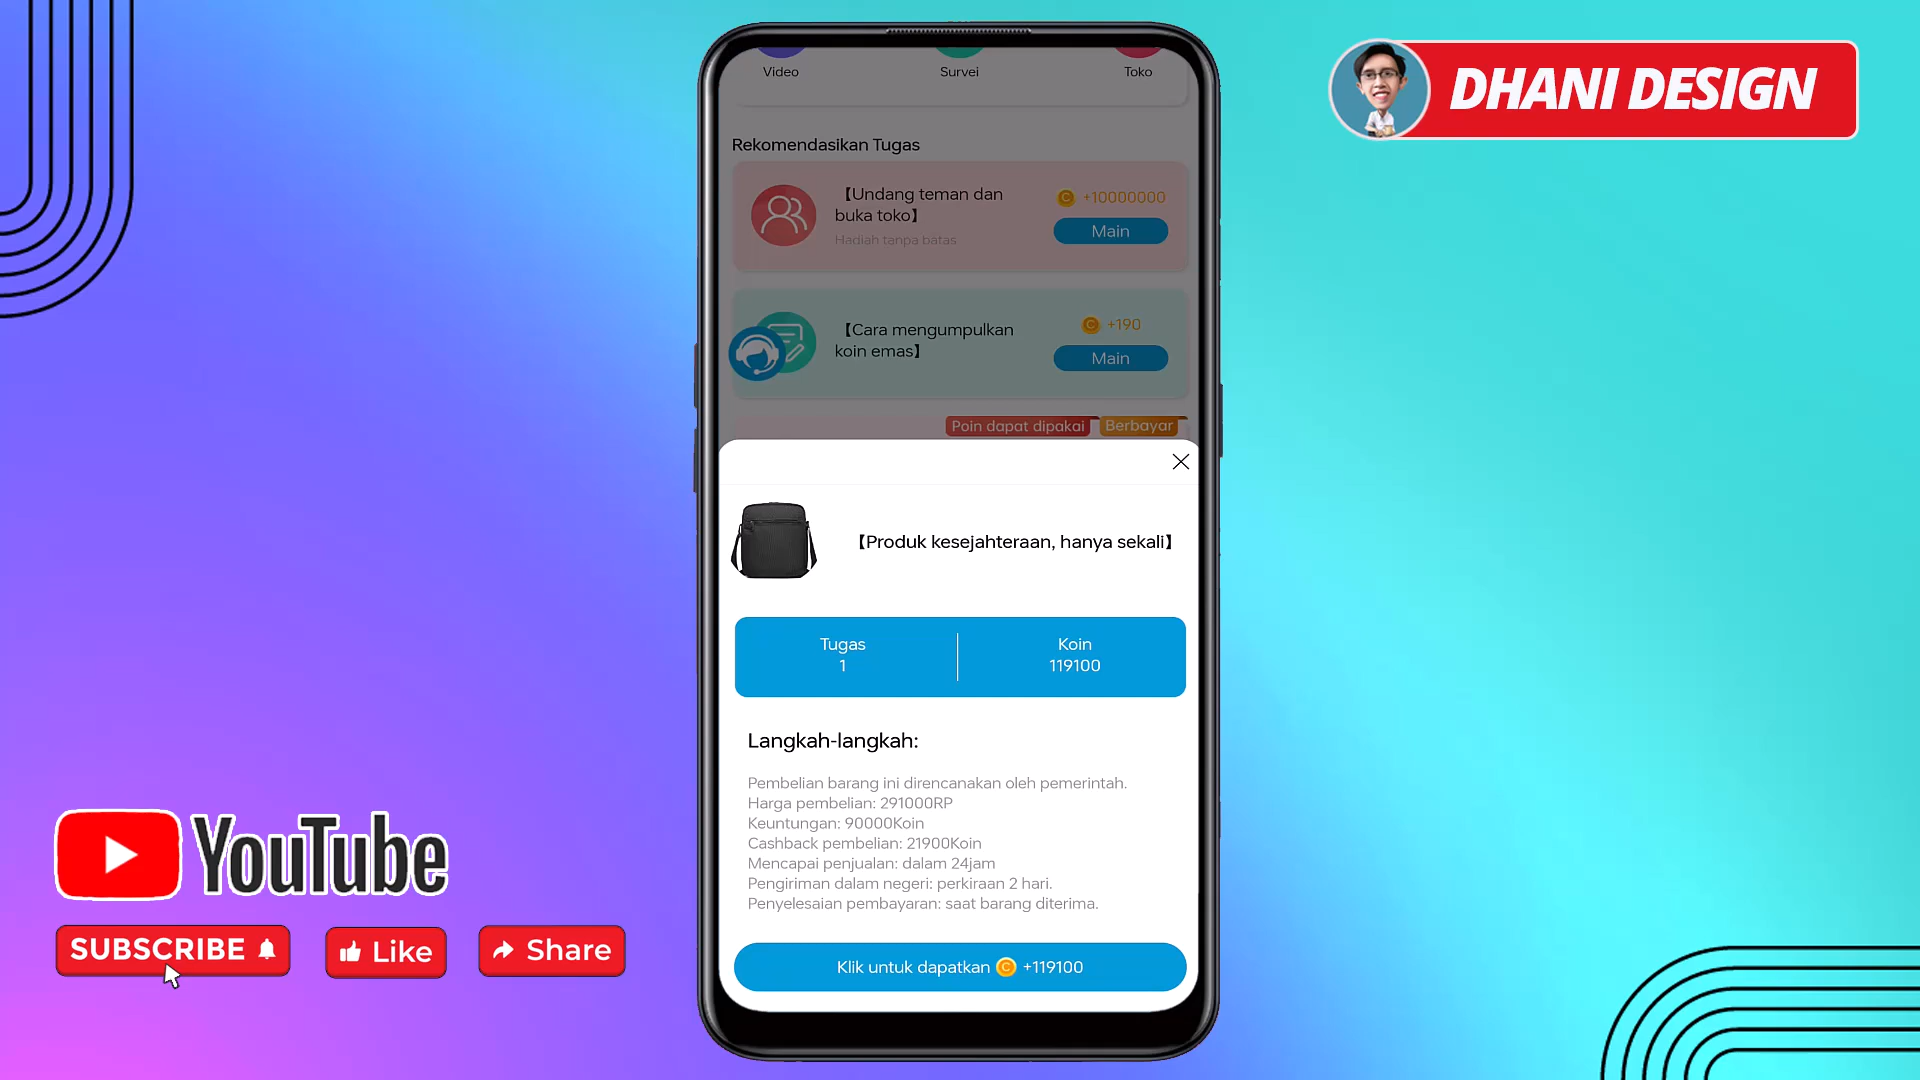 DHANI DESIGN
Video
Survei
Toko
Rekomendasikan Tugas
【Undang teman dan
buka toko】
Hadiah tanpa batas
+10000000
Main
【Cara mengumpulkan
koin emas】
+190
Main
Poin dapat dipakai
Berbayar
【Produk kesejahteraan, hanya sekali】
Tugas
1
Koin
119100
Langkah-langkah:
Pembelian barang ini direncanakan oleh pemerintah.
Harga pembelian: 291000RP
Keuntungan: 90000Koin
Cashback pembelian: 21900Koin
Mencapai penjualan: dalam 24jam
Pengiriman dalam negeri: perkiraan 2 hari.
Penyelesaian pembayaran: saat barang diterima.
Klik untuk dapatkan C +119100
YouTube
SUBSCRIBE
Like
Share